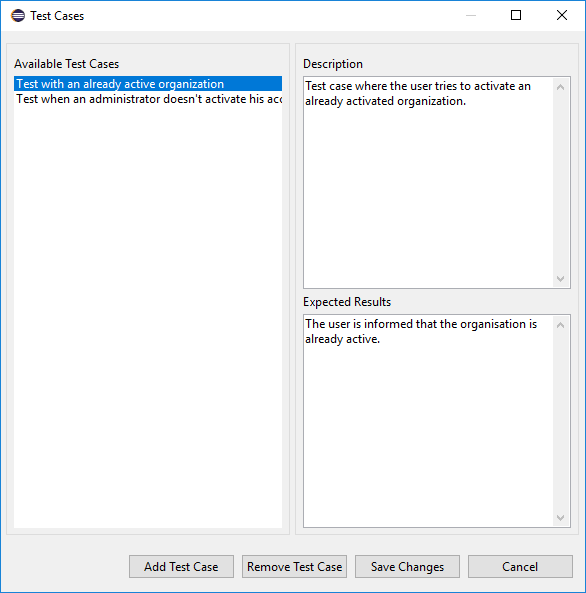 Test Cases
Available Test Cases
Test with an already active organization
Test when an administrator doesn't activate his
Description
Test case where the user tries to activate an
already activated organization.
Expected Results
The user is informed that the organisation is
already active.
Add Test Case
Remove Test Case
Save Changes
Cancel